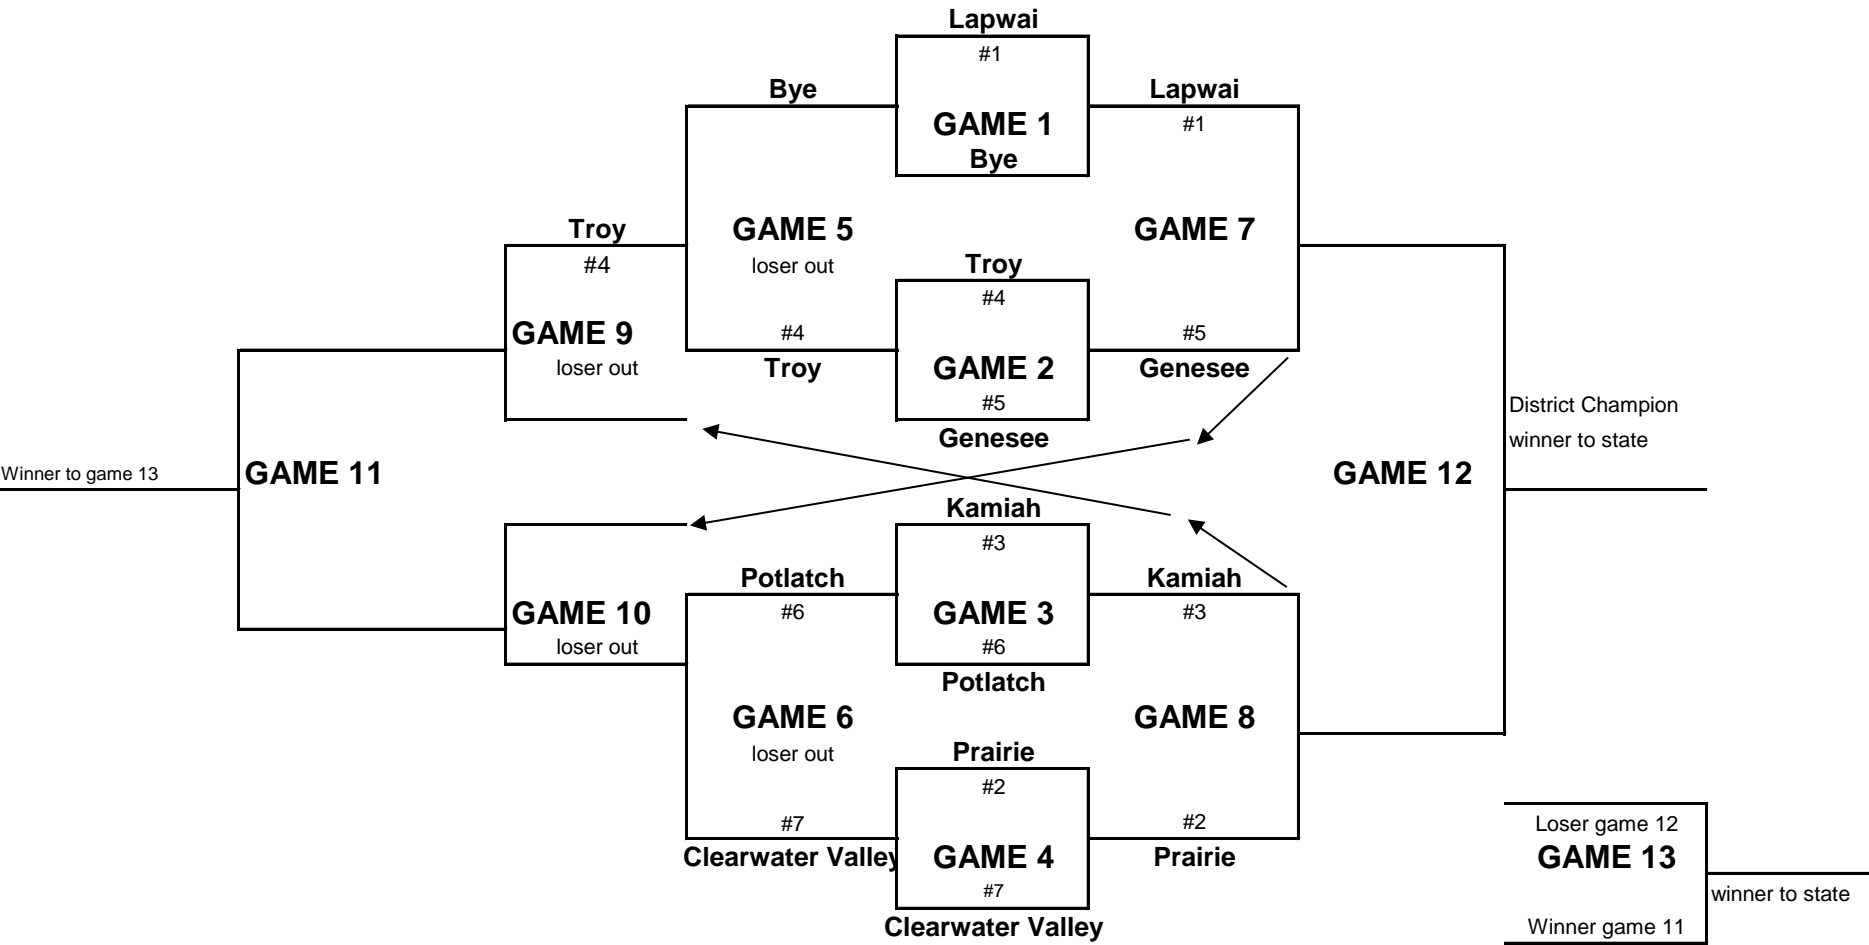 Lapwai
#1
Bye
Lapwai
GAME 1
#1
Bye
Troy
GAME 5
GAME 7
#4
loser out
Troy
#4
GAME 9
#4
#5
loser out
Troy
GAME 2
Genesee
#5
District Champion
Genesee
winner to state
Winner to game 13
GAME 11
GAME 12
Kamiah
#3
Potlatch
Kamiah
GAME 10
#6
GAME 3
#3
loser out
#6
Potlatch
GAME 6
GAME 8
loser out
Prairie
#2
#7
#2
Loser game 12
Clearwater Valley
GAME 4
Prairie
GAME 13
#7
winner to state
Clearwater Valley
Winner game 11